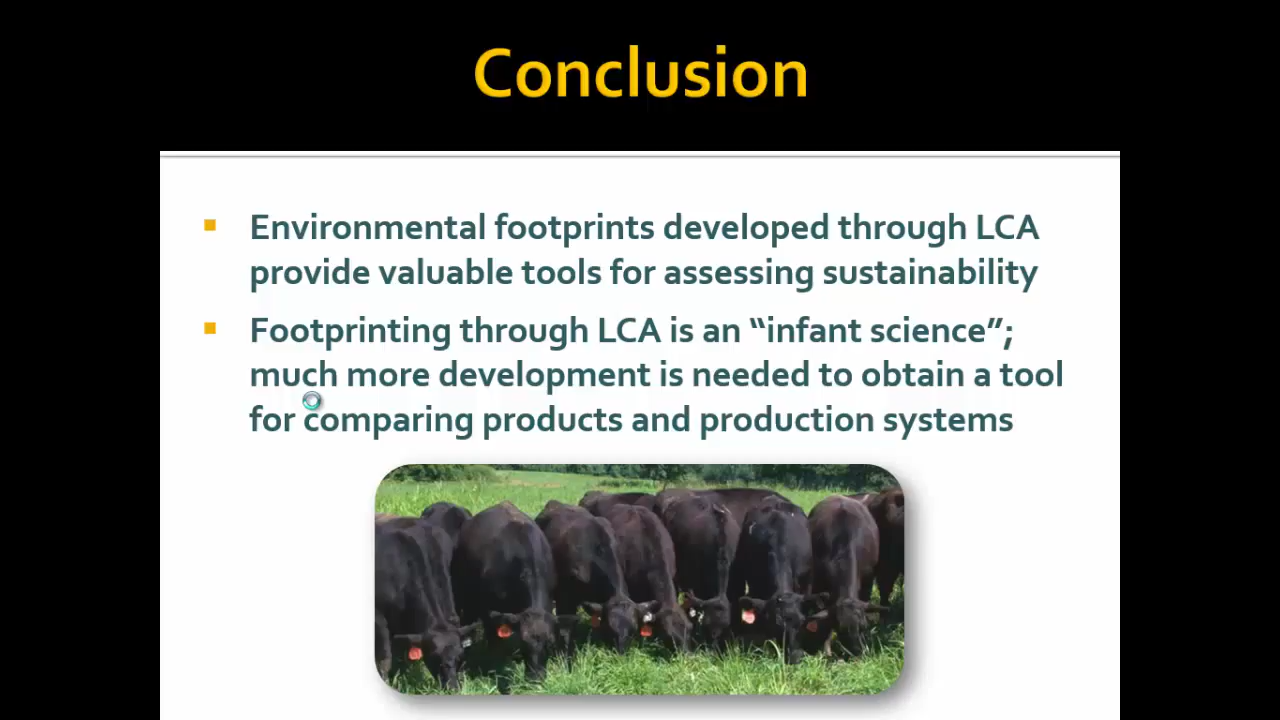 Conclusion
Environmental footprints developed through LCA
provide valuable tools for assessing sustainability
Footprinting through LCA is an “infant science”;
much more development is needed to obtain a tool
for comparing products and production systems